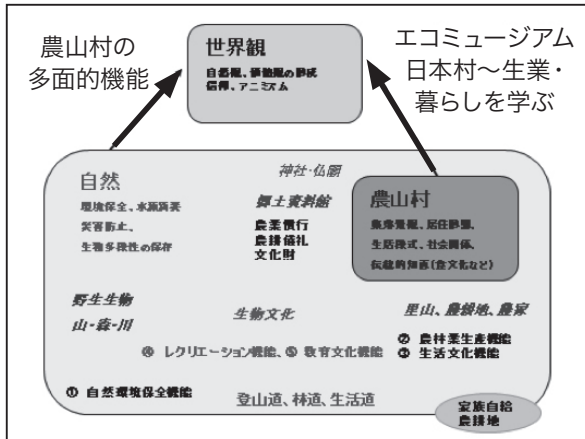 農山村の
多面的機能
世界観
自然観、価値観の形成
信仰、アニミズム
エコミュージアム
日本村～生業・
暮らしを学ぶ
自然
環境保全、水源涵養
災害防止、
生物多様性の保存
神社・仏閣
郷土資料館
農業慣行
農耕儀礼
文化財
農山村
集落景観、居住形態、
生活様式、社会関係、
伝統的知恵(食文化など)
野生生物
山・森・川
生物文化
里山、農耕地、農家
④ レクリエーション機能、⑤ 教育文化機能
② 農林業生産機能
③ 生活文化機能
① 自然環境保全機能
登山道、林道、生活道
家族自給
農耕地